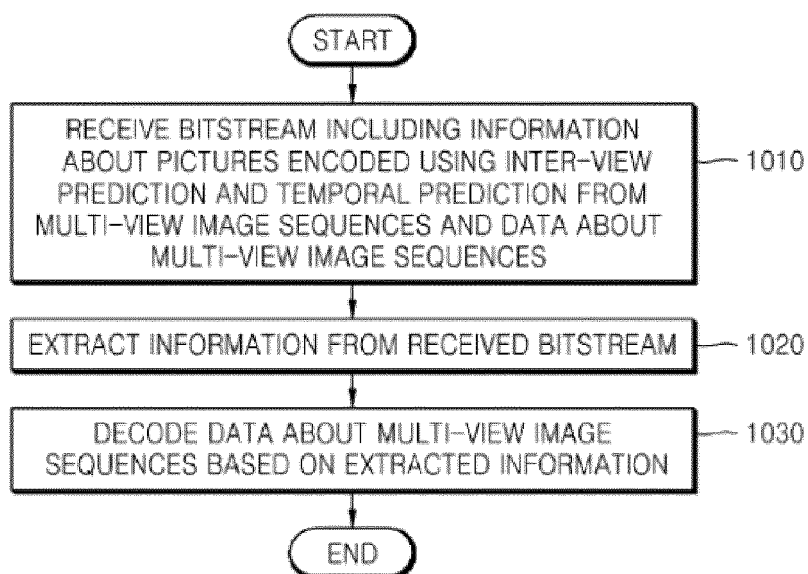 START
RECEIVE BITSTREAM INCLUDING INFORMATION
ABOUT PICTURES ENCODED USING INTER-VIEW
PREDICTION AND TEMPORAL PREDICTION FROM
MULTI-VIEW IMAGE SEQUENCES AND DATA ABOUT
MULTI-VIEW IMAGE SEQUENCES
1010
EXTRACT INFORMATION FROM RECEIVED BITSTREAM
1020
DECODE DATA ABOUT MULTI-VIEW IMAGE
SEQUENCES BASED ON EXTRACTED INFORMATION
1030
END